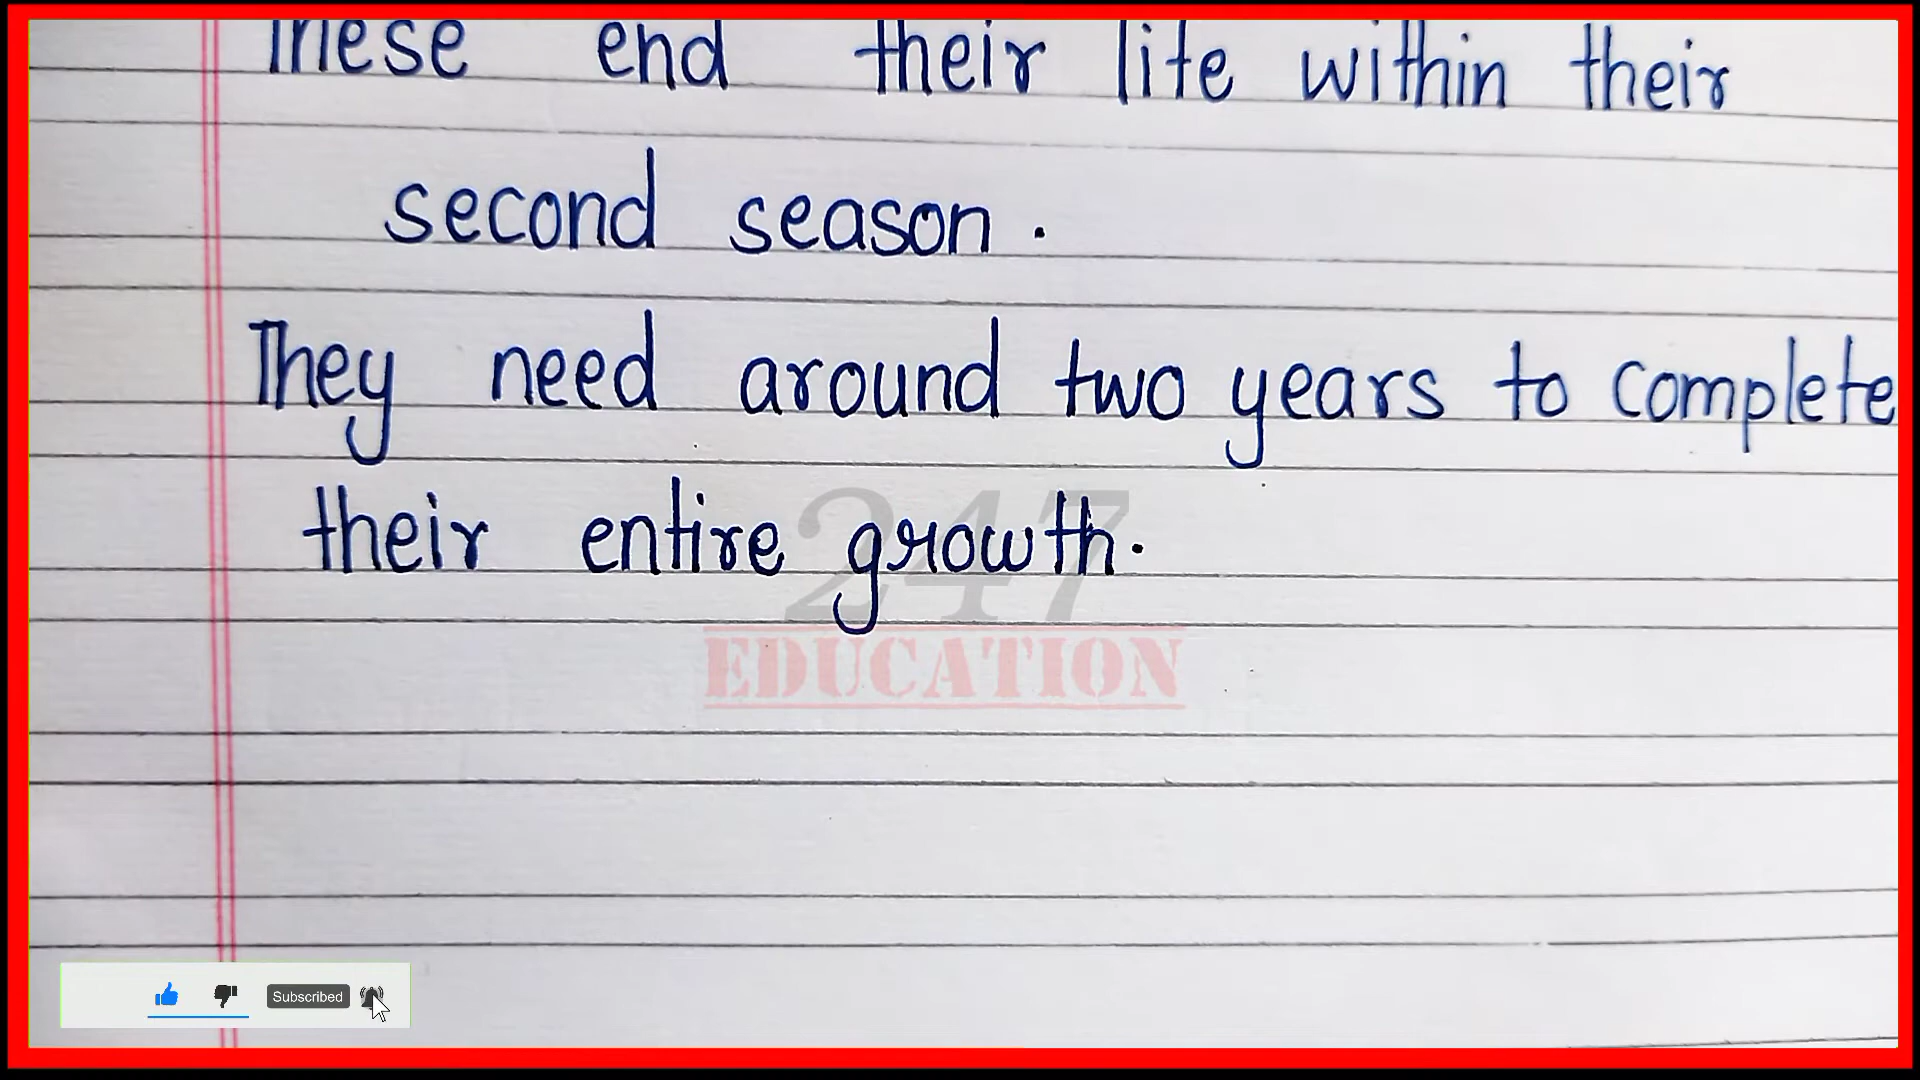 These end their life within their
second season.
They need around two years to complete
their entire growth.
247
EDUCATION
Subscribed